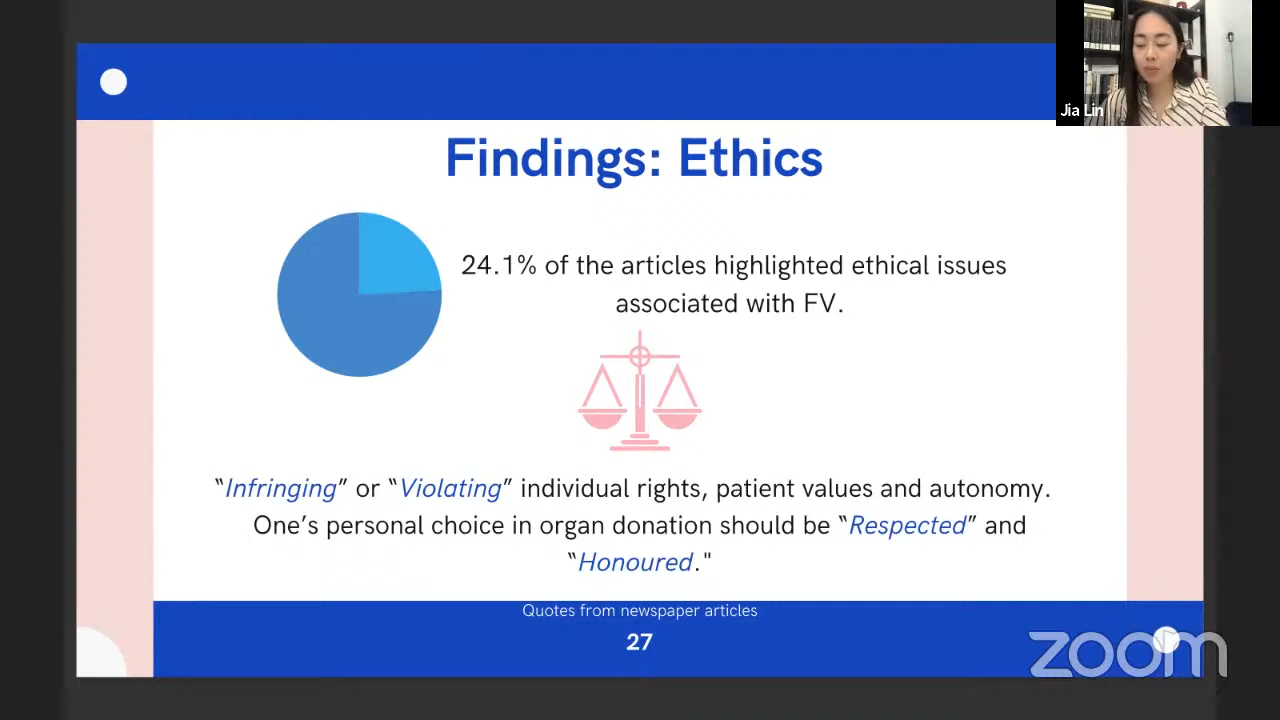 Jia Lin
Findings: Ethics
24.1% of the articles highlighted ethical issues
associated with FV.
“Infringing” or “Violating” individual rights, patient values and autonomy.
One’s personal choice in organ donation should be “Respected” and
“Honoured."
Quotes from newspaper articles
27
zoom